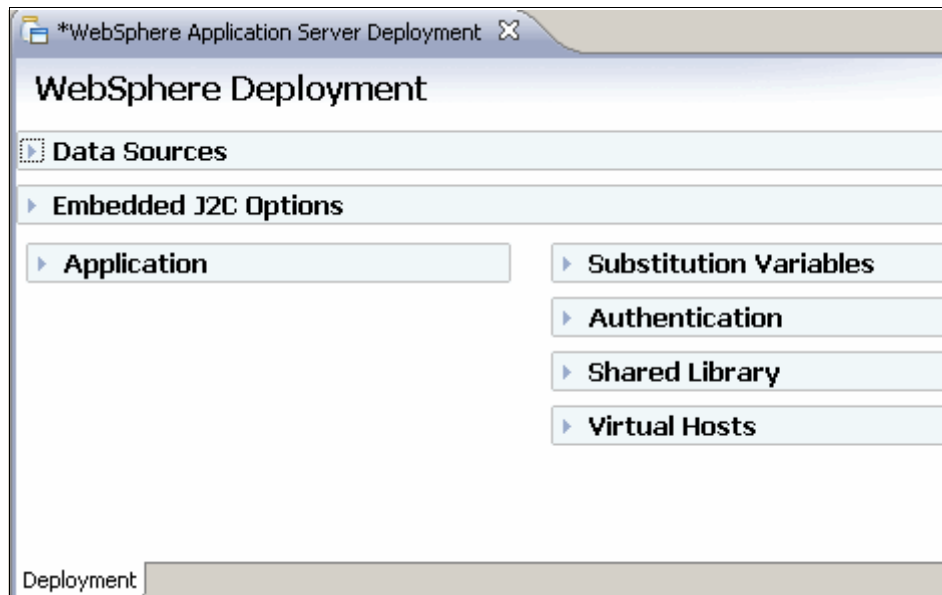 *WebSphere Application Server Deployment
WebSphere Deployment
Data Sources
Embedded J2C Options
Application
Substitution Variables
Authentication
Shared Library
Virtual Hosts
Deployment